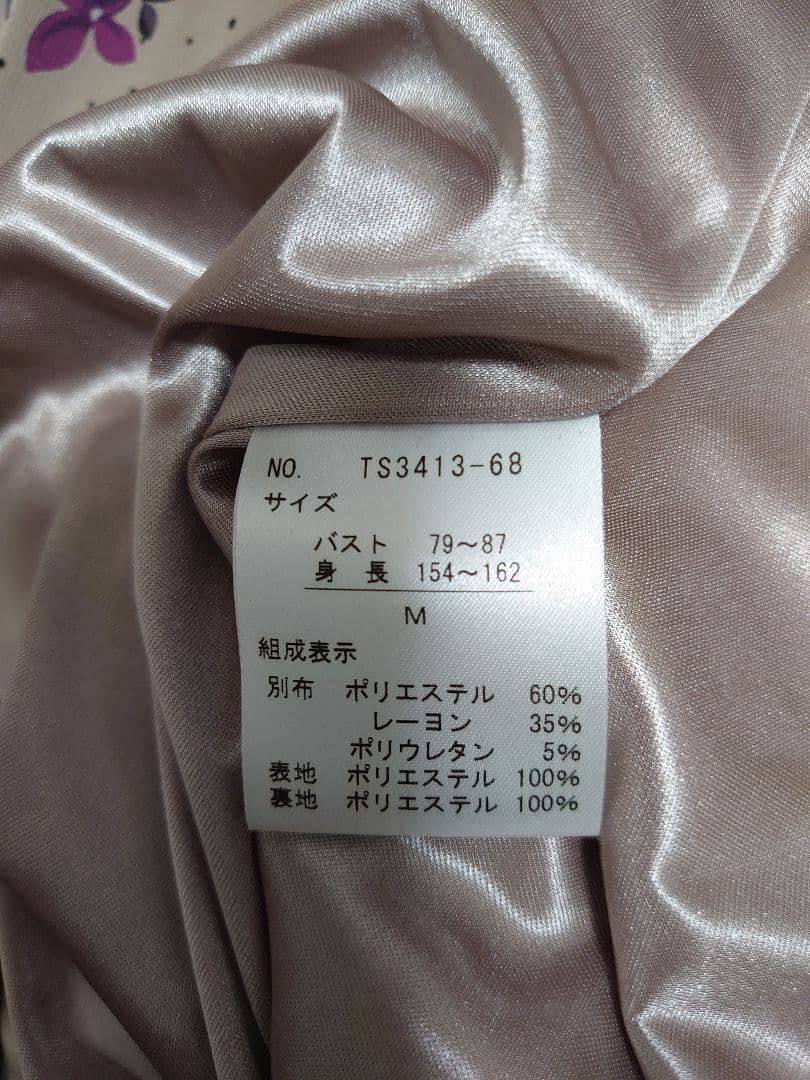 NO. TS3413-68
サイズ
バスト 79～87
身長 154～162
M
組成表示
別布 ポリエステル 60%
レーヨン 35%
ポリウレタン 5%
表地 ポリエステル 100%
裏地 ポリエステル 100%